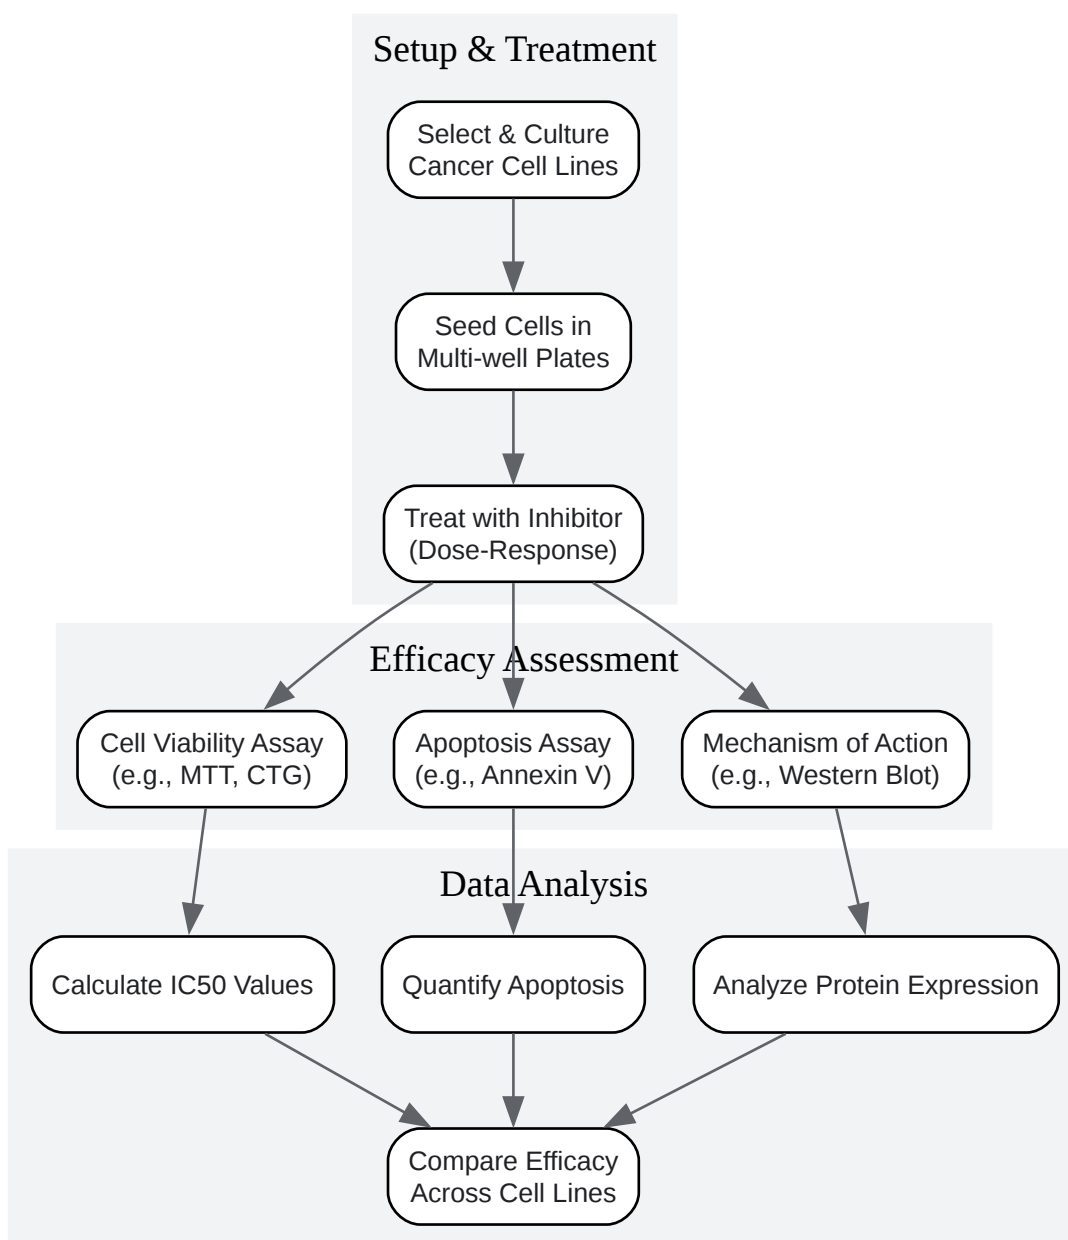 Setup & Treatment
Select & Culture
Cancer Cell Lines
Seed Cells in
Multi-well Plates
Treat with Inhibitor
(Dose-Response)
Efficacy Assessment
Cell Viability Assay
(e.g., MTT, CTG)
Apoptosis Assay
(e.g., Annexin V)
Mechanism of Action
(e.g., Western Blot)
Data Analysis
Calculate IC50 Values
Quantify Apoptosis
Analyze Protein Expression
Compare Efficacy
Across Cell Lines